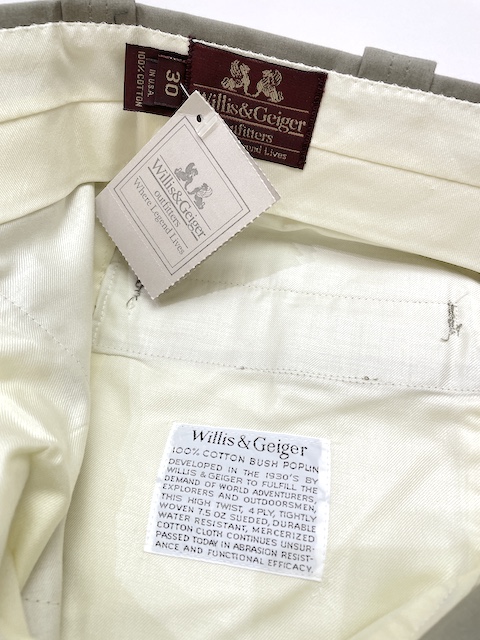 100% COTTON
IN U.S.A.
30
Willis & Geiger
outfitters
Legend Lives
Willis & Geiger
outfitters
Where Legend Lives
Willis & Geiger
100% COTTON BUSH POPLIN
DEVELOPED IN THE 1930'S BY
WILLIS & GEIGER TO FULFILL THE
DEMAND OF WORLD ADVENTURERS,
EXPLORERS AND OUTDOORSMEN,
THIS HIGH TWIST, 4 PLY, TIGHTLY
WOVEN 7.5 OZ SUEDED, DURABLE
WATER RESISTANT, MERCERIZED
COTTON CLOTH CONTINUES UNSUR-
PASSED TODAY IN ABRASION RESIST-
ANCE AND FUNCTIONAL EFFICACY.